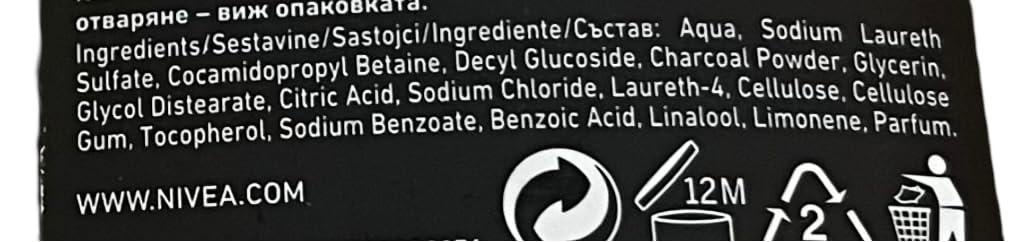 отваряне – виж опаковката.
Ingredients/Sestavine/Sastojci/Ingrediente/Състав: Aqua, Sodium Laureth
Sulfate, Cocamidopropyl Betaine, Decyl Glucoside, Charcoal Powder, Glycerin,
Glycol Distearate, Citric Acid, Sodium Chloride, Laureth-4, Cellulose, Cellulose
Gum, Tocopherol, Sodium Benzoate, Benzoic Acid, Linalool, Limonene, Parfum.
WWW.NIVEA.COM
12M
2